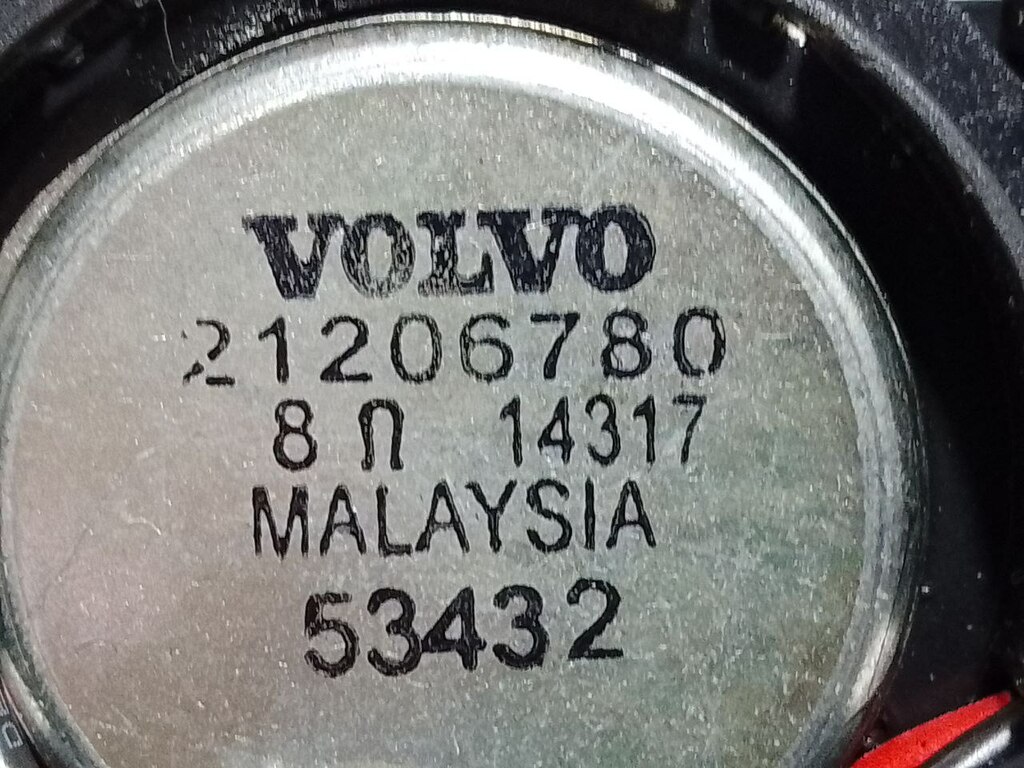 VOLVO
21206780
8 Ω 14317
MALAYSIA
53432